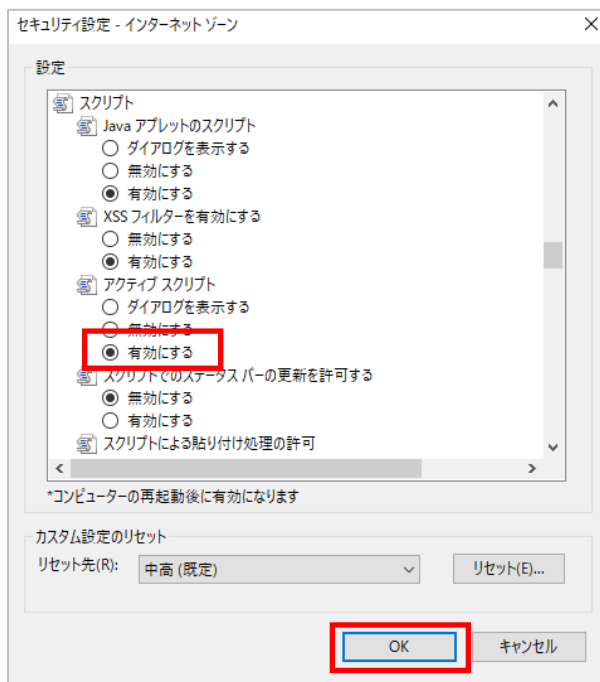 セキュリティ設定 - インターネット ゾーン
設定
スクリプト
Java アプレットのスクリプト
ダイアログを表示する
無効にする
有効にする
XSS フィルターを有効にする
無効にする
有効にする
アクティブ スクリプト
ダイアログを表示する
無効にする
有効にする
スクリプトでのステータス バーの更新を許可する
無効にする
有効にする
スクリプトによる貼り付け処理の許可
*コンピューターの再起動後に有効になります
カスタム設定のリセット
リセット先(R): 中高 (既定) リセット(E)...
OK キャンセル